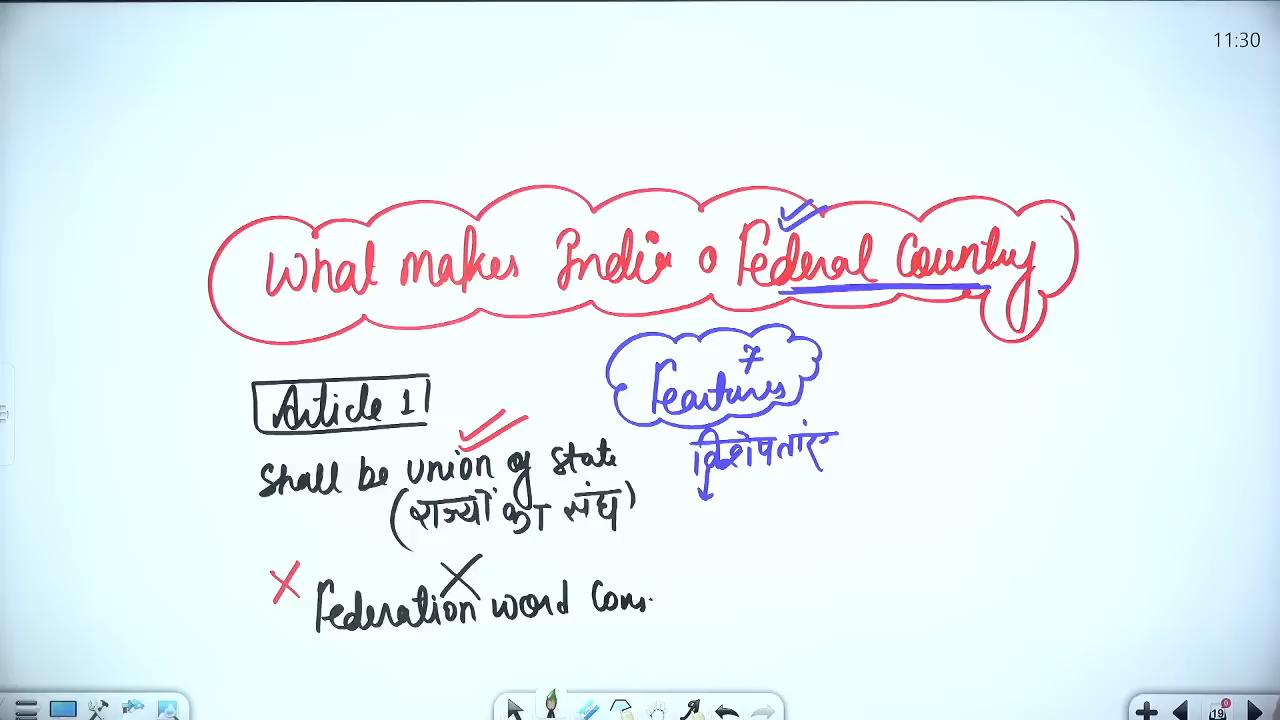 11:30
What makes India a Federal Country
7
Features
विशेषताएं
Article 1
Shall be union of State
(राज्यों का संघ)
Federation word Cons.
19